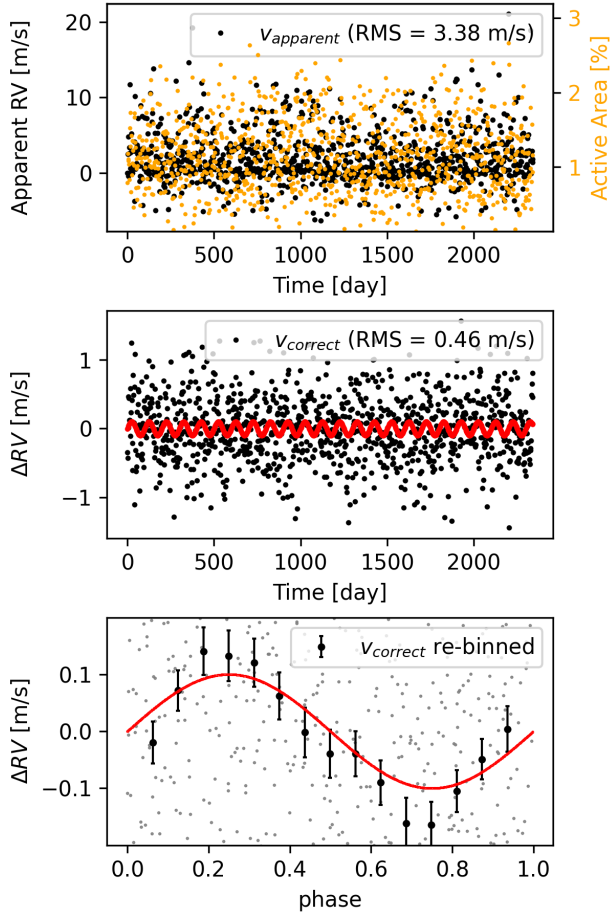 v_apparent (RMS = 3.38 m/s)
20
10
0
3
2
1
Apparent RV [m/s]
Active Area [%]
0 500 1000 1500 2000
Time [day]
v_correct (RMS = 0.46 m/s)
1
0
−1
ΔRV [m/s]
0 500 1000 1500 2000
Time [day]
v_correct re-binned
0.1
0.0
−0.1
ΔRV [m/s]
0.0 0.2 0.4 0.6 0.8 1.0
phase